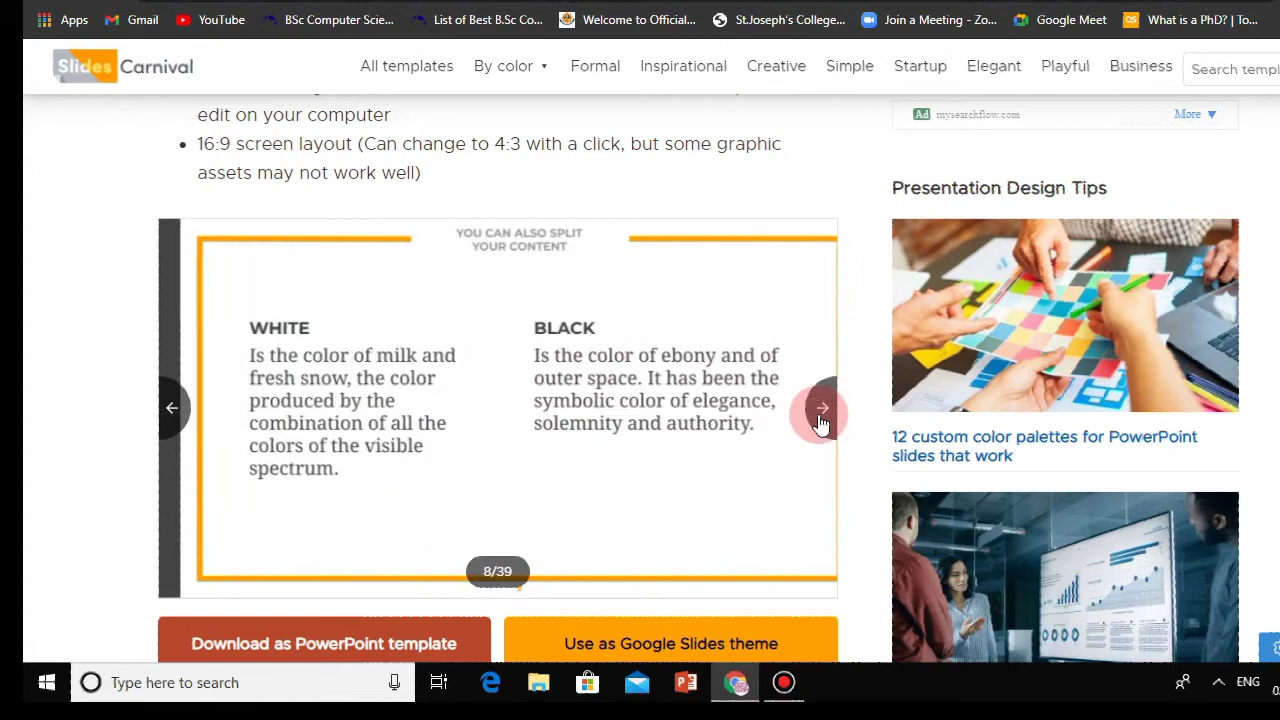 Apps Gmail YouTube BSc Computer Scie... List of Best B.Sc Co... Welcome to Official... St.Joseph's College... Join a Meeting - Zo... Google Meet What is a PhD? | To...
Slides Carnival All templates By color Formal Inspirational Creative Simple Startup Elegant Playful Business Search templ
edit on your computer
16:9 screen layout (Can change to 4:3 with a click, but some graphic
assets may not work well)
Ad mysearchflow.com More
Presentation Design Tips
YOU CAN ALSO SPLIT
YOUR CONTENT
WHITE
Is the color of milk and
fresh snow, the color
produced by the
combination of all the
colors of the visible
spectrum.
BLACK
Is the color of ebony and of
outer space. It has been the
symbolic color of elegance,
solemnity and authority.
8/39
12 custom color palettes for PowerPoint
slides that work
Download as PowerPoint template
Use as Google Slides theme
Type here to search
ENG